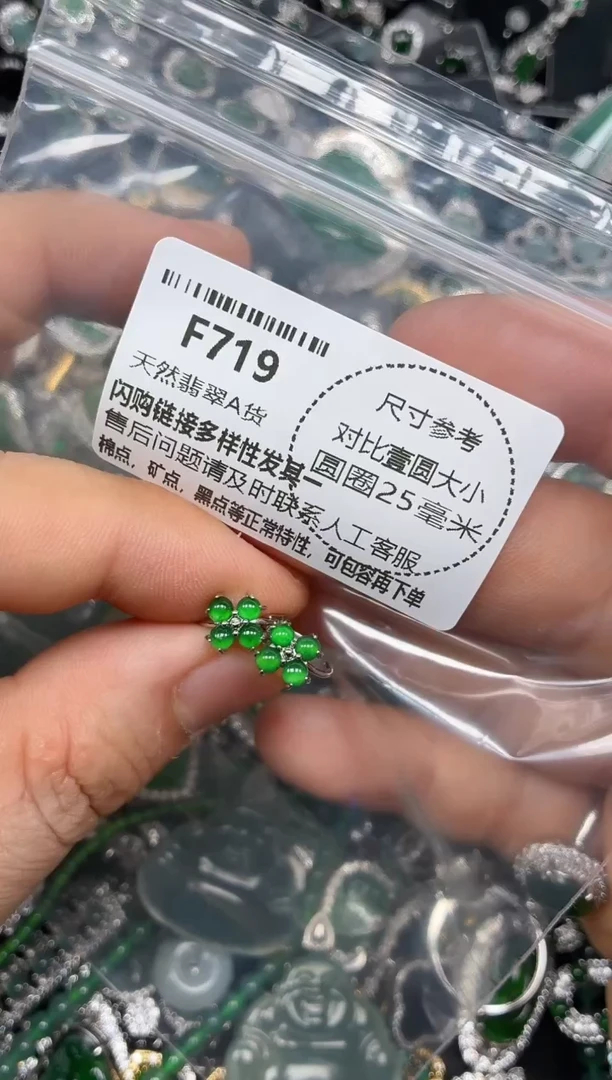 F719
天然翡翠A货
闪购链接多样性发其一
售后问题请及时联系人工客服
棉点，矿点，黑点等正常特性，可包容再下单
尺寸参考
对比壹圆大小
圆圈25毫米